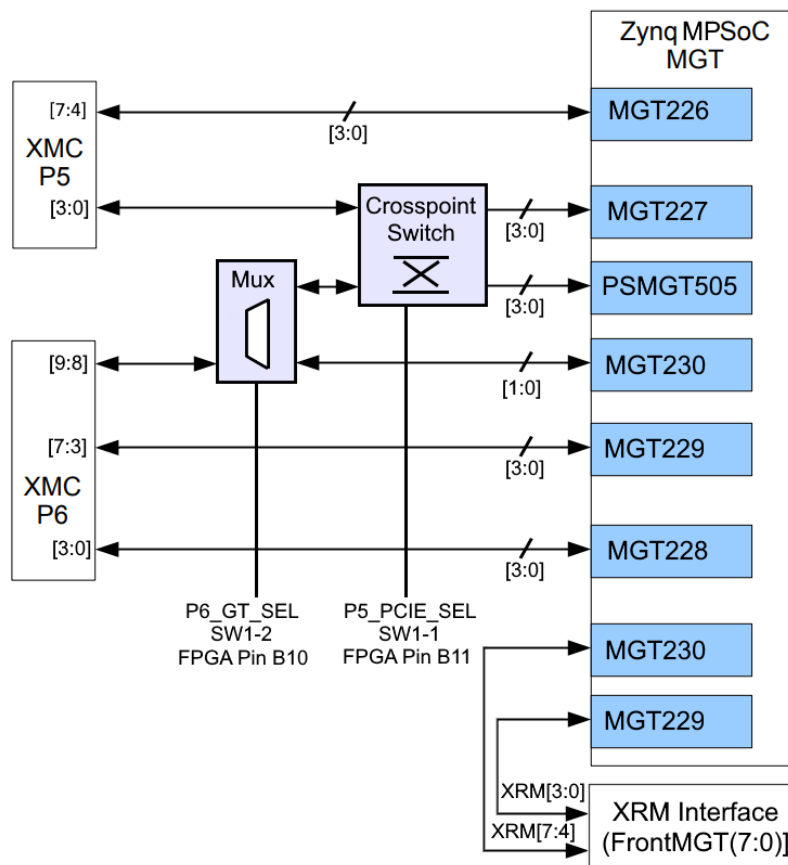 Zynq MPSoC
MGT
[7:4]
XMC
P5
[3:0]
[3:0]
MGT226
Crosspoint
Switch
[3:0]
MGT227
[3:0]
PSMGT505
Mux
[9:8]
[1:0]
MGT230
[7:3]
XMC
P6
[3:0]
[3:0]
MGT229
[3:0]
MGT228
P6_GT_SEL
SW1-2
FPGA Pin B10
P5_PCIE_SEL
SW1-1
FPGA Pin B11
MGT230
MGT229
XRM[3:0]
XRM[7:4]
XRM Interface
(FrontMGT(7:0)]